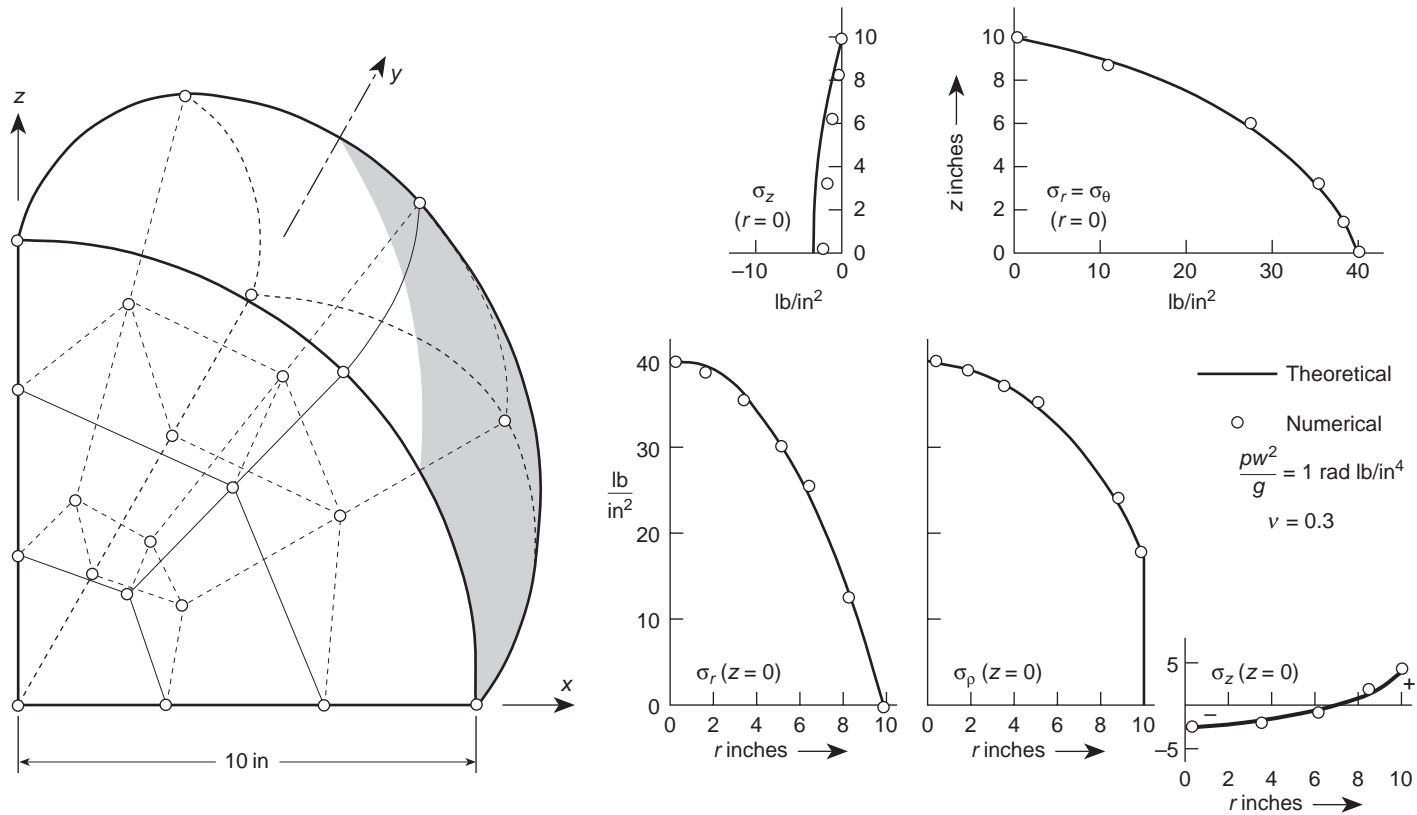 z
y
x
10 in
10
8
6
4
2
0
σz
(r = 0)
–10 0
lb/in2
z inches
10
8
6
4
2
0
σr = σθ
(r = 0)
0 10 20 30 40
lb/in2
40
30
20
10
0
lb
in2
σr (z = 0)
0 2 4 6 8 10
r inches
σρ (z = 0)
0 2 4 6 8 10
r inches
Theoretical
Numerical
pw2
g
= 1 rad lb/in4
ν = 0.3
5
–5
σz (z = 0)
–
+
0 2 4 6 8 10
r inches